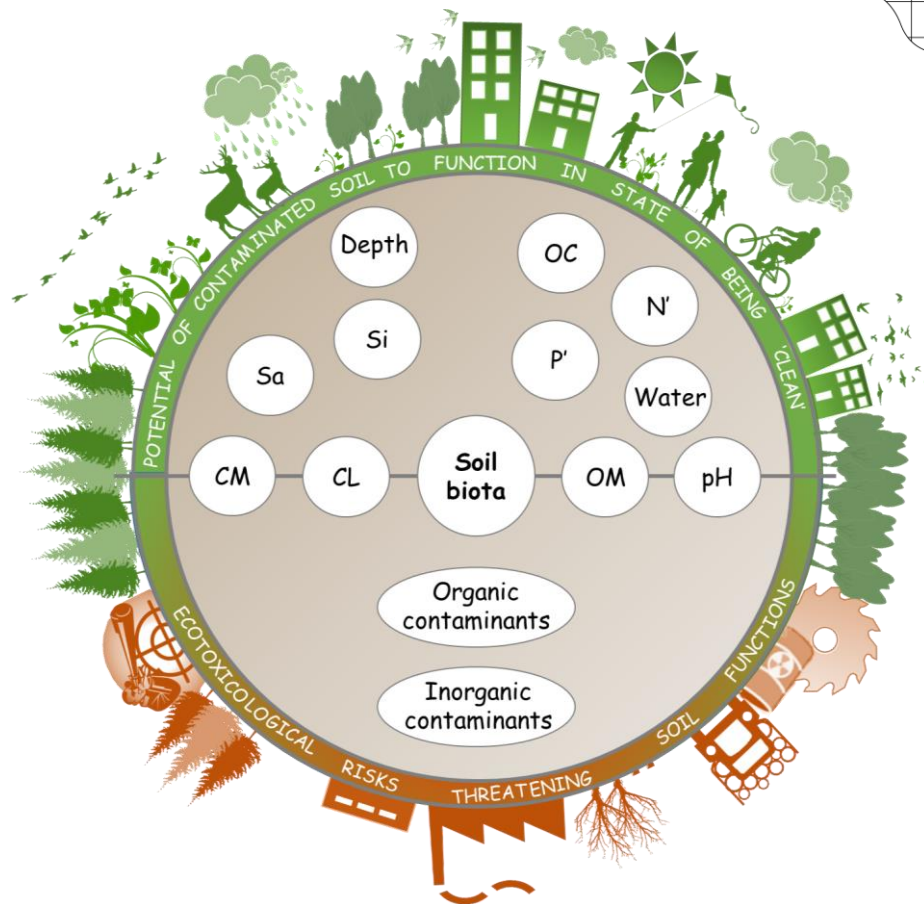 POTENTIAL OF CONTAMINATED SOIL TO FUNCTION IN STATE OF BEING 'CLEAN'
Depth
OC
N'
Si
P'
Sa
Water
CM
CL
Soil
biota
OM
pH
Organic
contaminants
Inorganic
contaminants
ECOTOXICOLOGICAL RISKS THREATENING SOIL FUNCTIONS